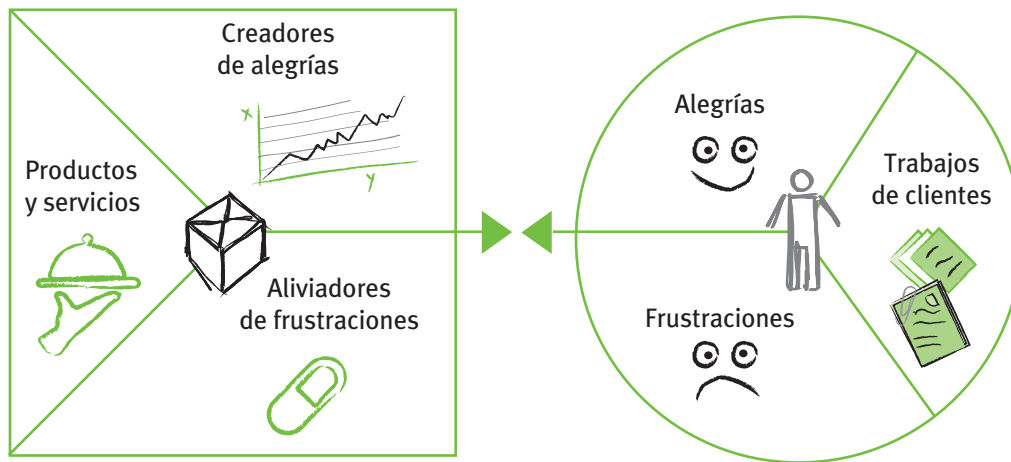 Creadores
de alegrías
x
y
Productos
y servicios
Aliviadores
de frustraciones
Alegrías
Trabajos
de clientes
Frustraciones